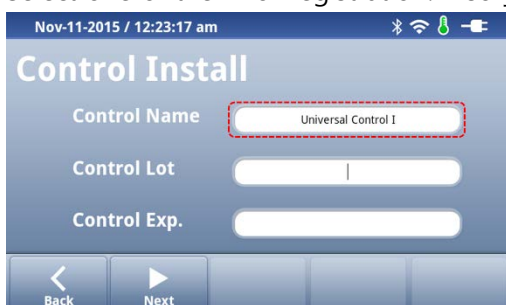 Nov-11-2015 / 12:23:17 am
Control Install
Control Name
Universal Control I
Control Lot
Control Exp.
Back
Next